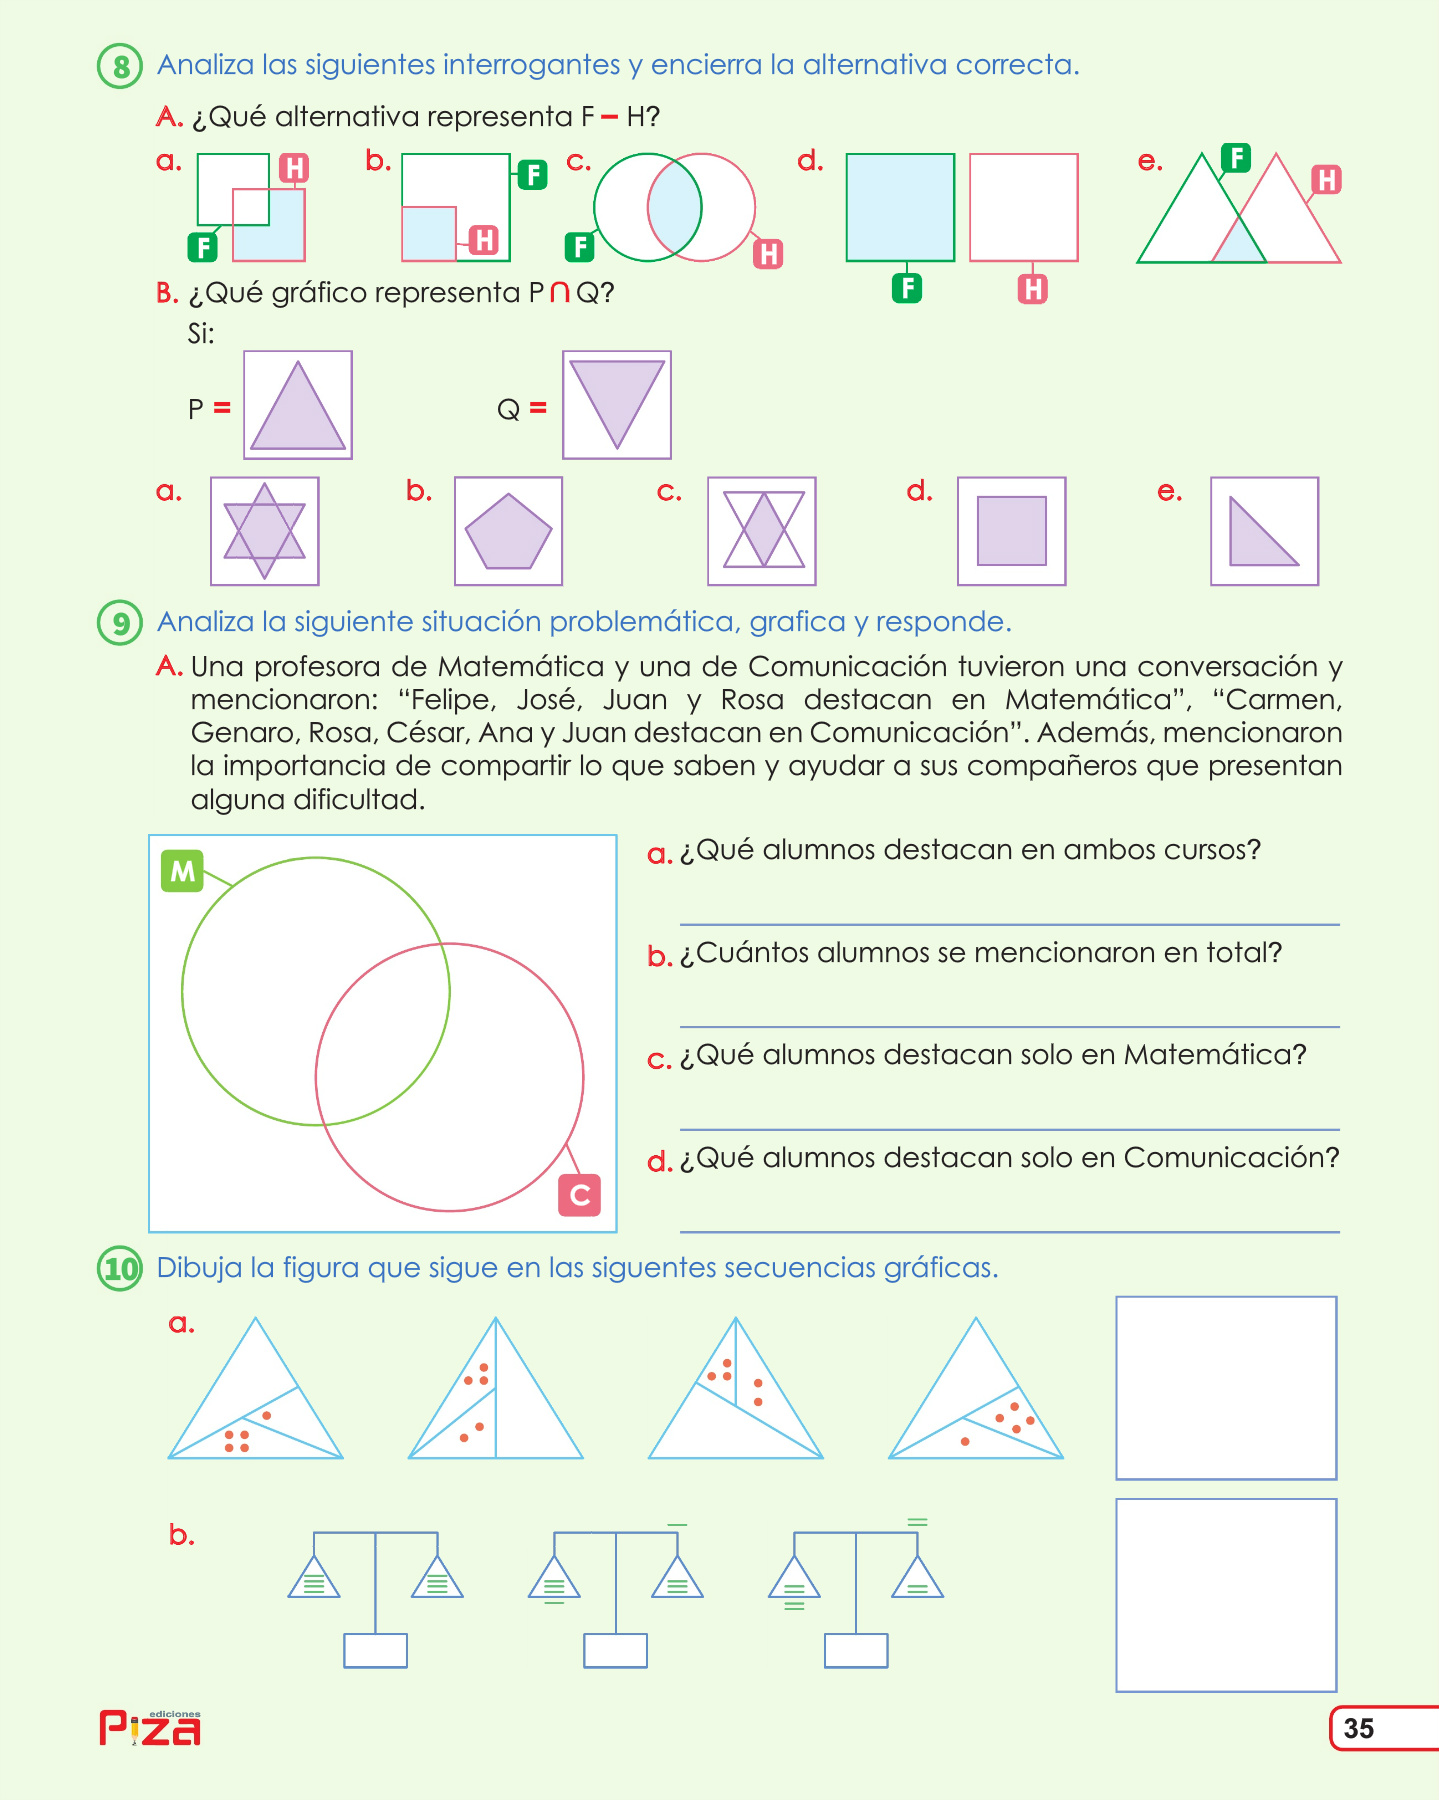 8 Analiza las siguientes interrogantes y encierra la alternativa correcta.
A. ¿Qué alternativa representa F – H?
a. H F
b. F H
c. F H
d. F H
e. F H
B. ¿Qué gráfico representa P ∩ Q?
Si:
P = Q =
a. b. c. d. e.
9 Analiza la siguiente situación problemática, grafica y responde.
A. Una profesora de Matemática y una de Comunicación tuvieron una conversación y
mencionaron: “Felipe, José, Juan y Rosa destacan en Matemática”, “Carmen,
Genaro, Rosa, César, Ana y Juan destacan en Comunicación”. Además, mencionaron
la importancia de compartir lo que saben y ayudar a sus compañeros que presentan
alguna dificultad.
M
C
a. ¿Qué alumnos destacan en ambos cursos?
b. ¿Cuántos alumnos se mencionaron en total?
c. ¿Qué alumnos destacan solo en Matemática?
d. ¿Qué alumnos destacan solo en Comunicación?
10 Dibuja la figura que sigue en las siguentes secuencias gráficas.
a.
b.
ediciones
Piza
35